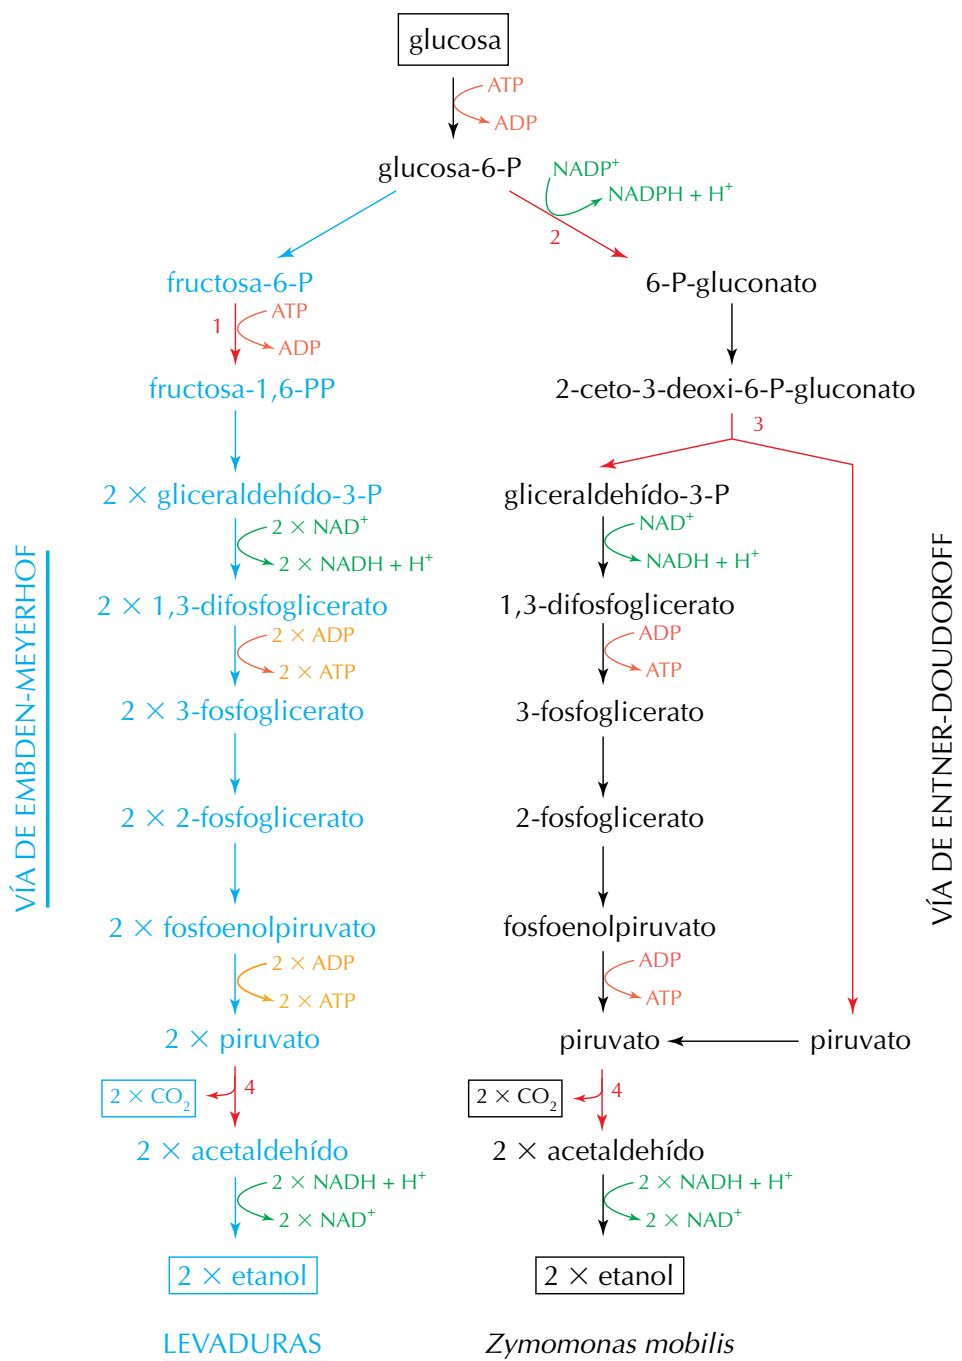 glucosa
ATP
ADP
glucosa-6-P
NADP⁺
NADPH + H⁺
2
fructosa-6-P
6-P-gluconato
1
ATP
ADP
fructosa-1,6-PP
2-ceto-3-deoxi-6-P-gluconato
3
2 × gliceraldehído-3-P
gliceraldehído-3-P
2 × NAD⁺
2 × NADH + H⁺
NAD⁺
NADH + H⁺
2 × 1,3-difosfoglicerato
1,3-difosfoglicerato
2 × ADP
2 × ATP
ADP
ATP
2 × 3-fosfoglicerato
3-fosfoglicerato
2 × 2-fosfoglicerato
2-fosfoglicerato
2 × fosfoenolpiruvato
fosfoenolpiruvato
2 × ADP
2 × ATP
ADP
ATP
2 × piruvato
piruvato
piruvato
2 × CO₂
4
2 × CO₂
4
2 × acetaldehído
2 × acetaldehído
2 × NADH + H⁺
2 × NAD⁺
2 × NADH + H⁺
2 × NAD⁺
2 × etanol
2 × etanol
LEVADURAS
Zymomonas mobilis
VÍA DE EMBDEN-MEYERHOF
VÍA DE ENTNER-DOUDOROFF